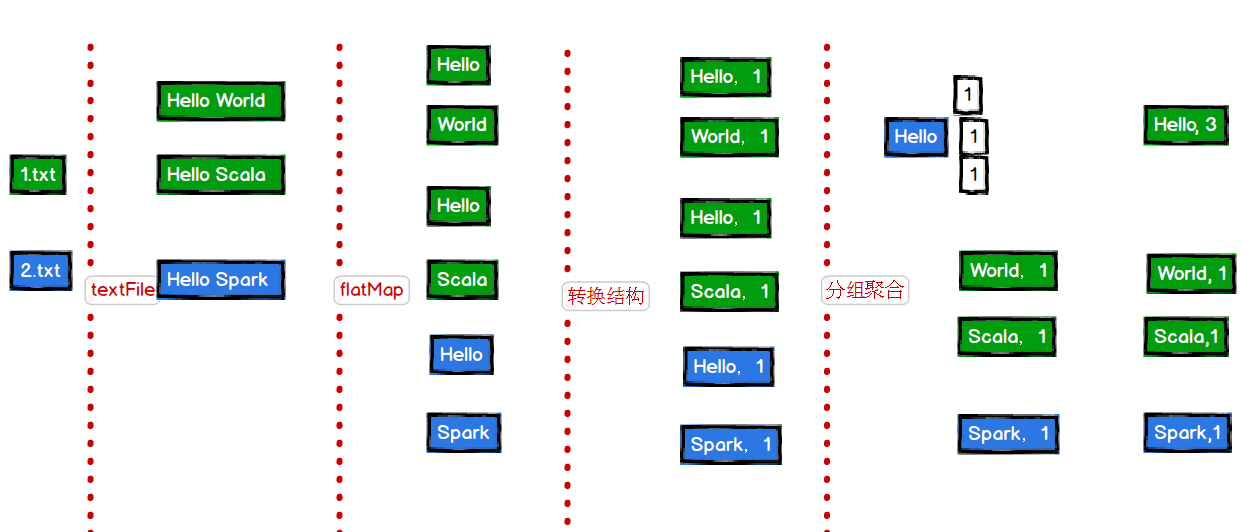 1.txt
2.txt
textFile
Hello World
Hello Scala
Hello Spark
flatMap
Hello
World
Hello
Scala
Hello
Spark
转换结构
Hello, 1
World, 1
Hello, 1
Scala, 1
Hello, 1
Spark, 1
分组聚合
Hello
1
1
1
World, 1
Scala, 1
Spark, 1
Hello, 3
World, 1
Scala,1
Spark,1